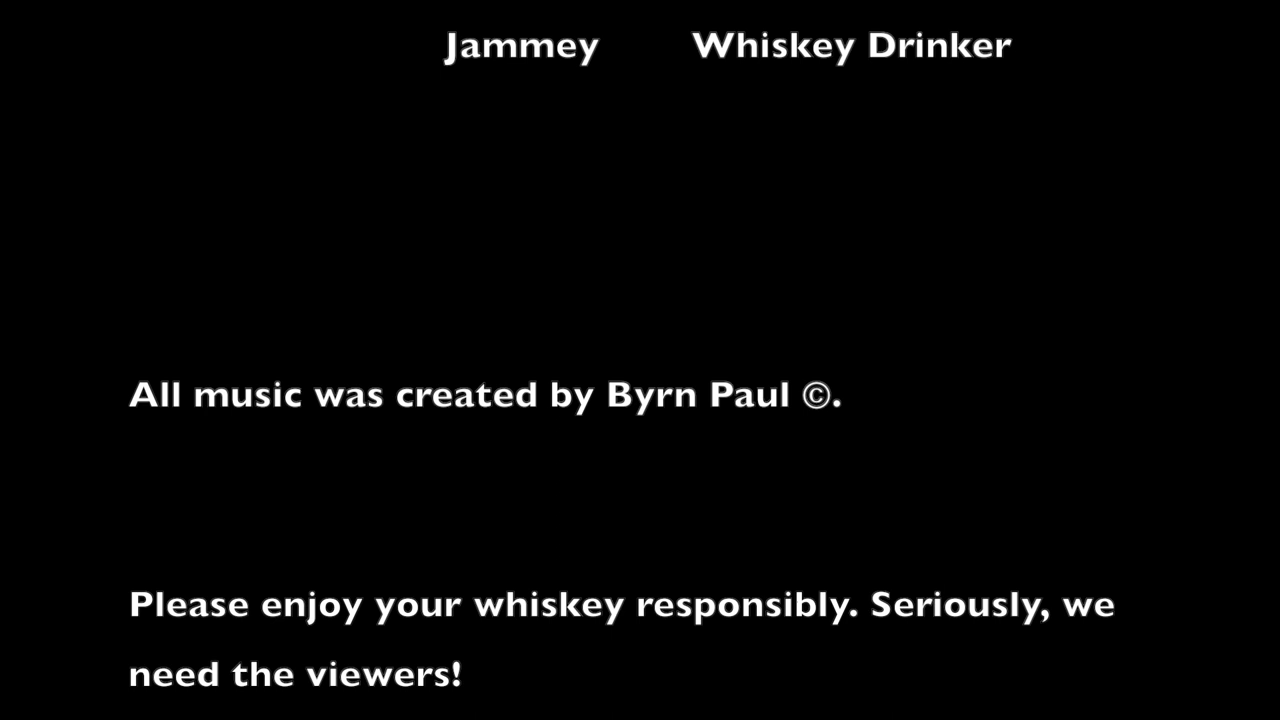 Jammey Whiskey Drinker
All music was created by Byrn Paul ©.
Please enjoy your whiskey responsibly. Seriously, we
need the viewers!